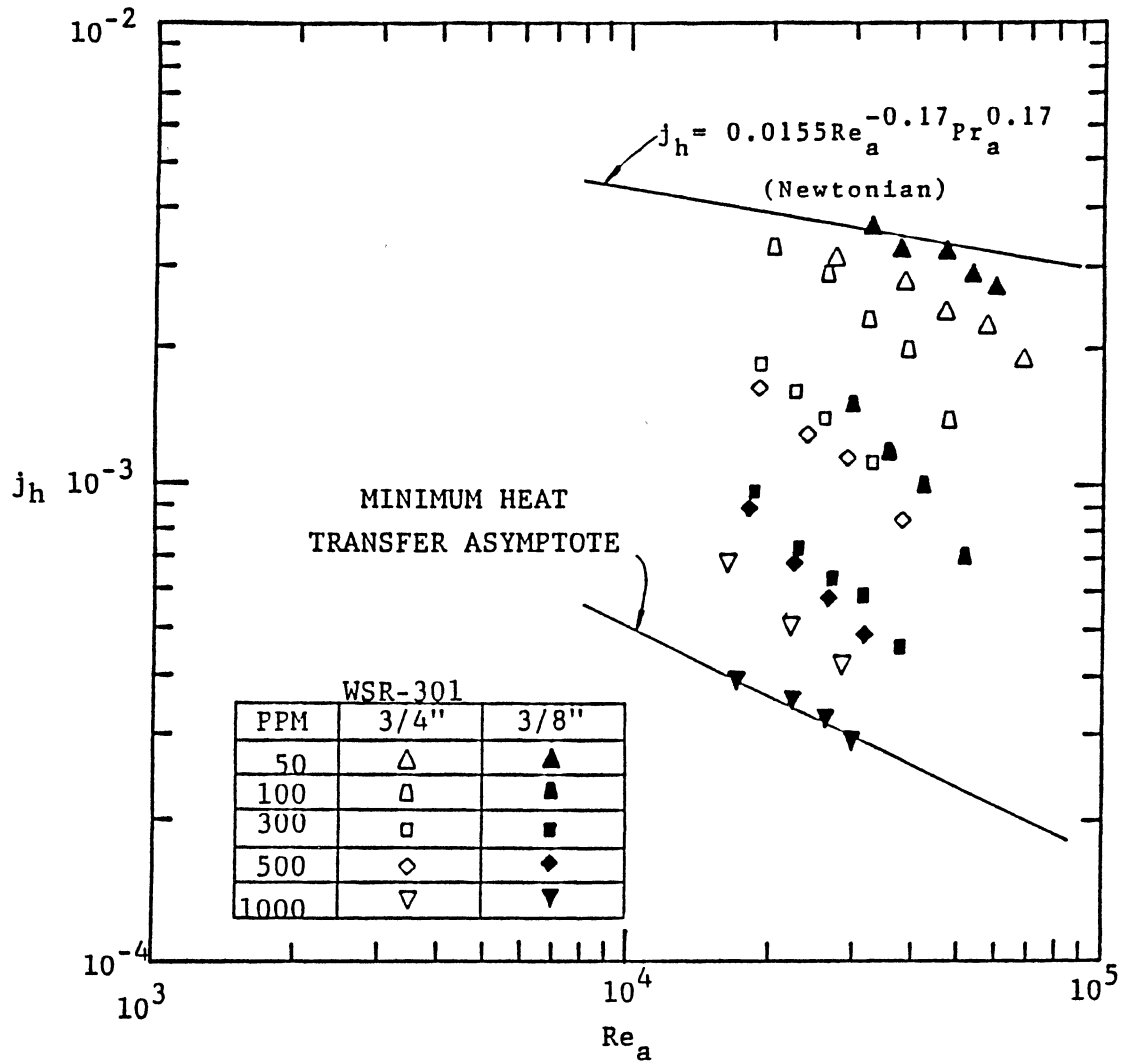 10^-2
j_h = 0.0155Re_a^-0.17 Pr_a^0.17
(Newtonian)
j_h 10^-3
MINIMUM HEAT
TRANSFER ASYMPTOTE
WSR-301
PPM 3/4" 3/8"
50
100
300
500
1000
10^-4
10^3 10^4 10^5
Re_a